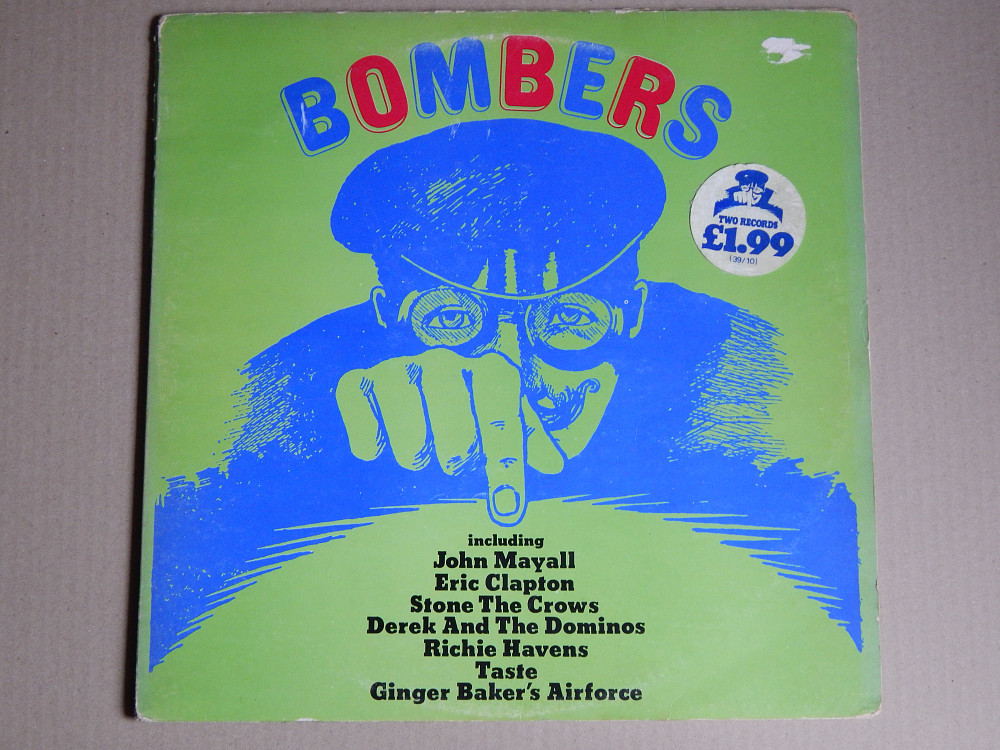 BOMBERS
TWO RECORDS
£1.99
(39/10)
including
John Mayall
Eric Clapton
Stone The Crows
Derek And The Dominos
Richie Havens
Taste
Ginger Baker's Airforce